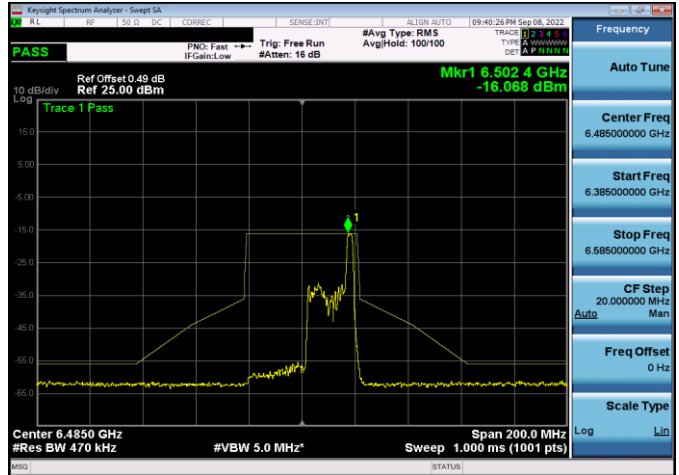 Keysight Spectrum Analyzer - Swept SA
RL RF 50 Ω DC CORREC SENSE:INT ALIGN AUTO 09:40:26 PM Sep 08, 2022
PASS
PNO: Fast
IFGain:Low
Trig: Free Run
#Atten: 16 dB
#Avg Type: RMS
Avg|Hold: 100/100
TRACE 1 2 3 4 5 6
TYPE A WWWWW
DET A P N N N N
Frequency
Ref Offset 0.49 dB
10 dB/div Ref 25.00 dBm
Log
Mkr1 6.502 4 GHz
-16.068 dBm
Trace 1 Pass
15.0
5.00
-5.00
-15.0
-25.0
-35.0
-45.0
-55.0
-65.0
1
Center 6.4850 GHz Span 200.0 MHz
#Res BW 470 kHz #VBW 5.0 MHz* Sweep 1.000 ms (1001 pts)
MSG STATUS
Auto Tune
Center Freq
6.485000000 GHz
Start Freq
6.385000000 GHz
Stop Freq
6.585000000 GHz
CF Step
20.000000 MHz
Auto Man
Freq Offset
0 Hz
Scale Type
Log Lin